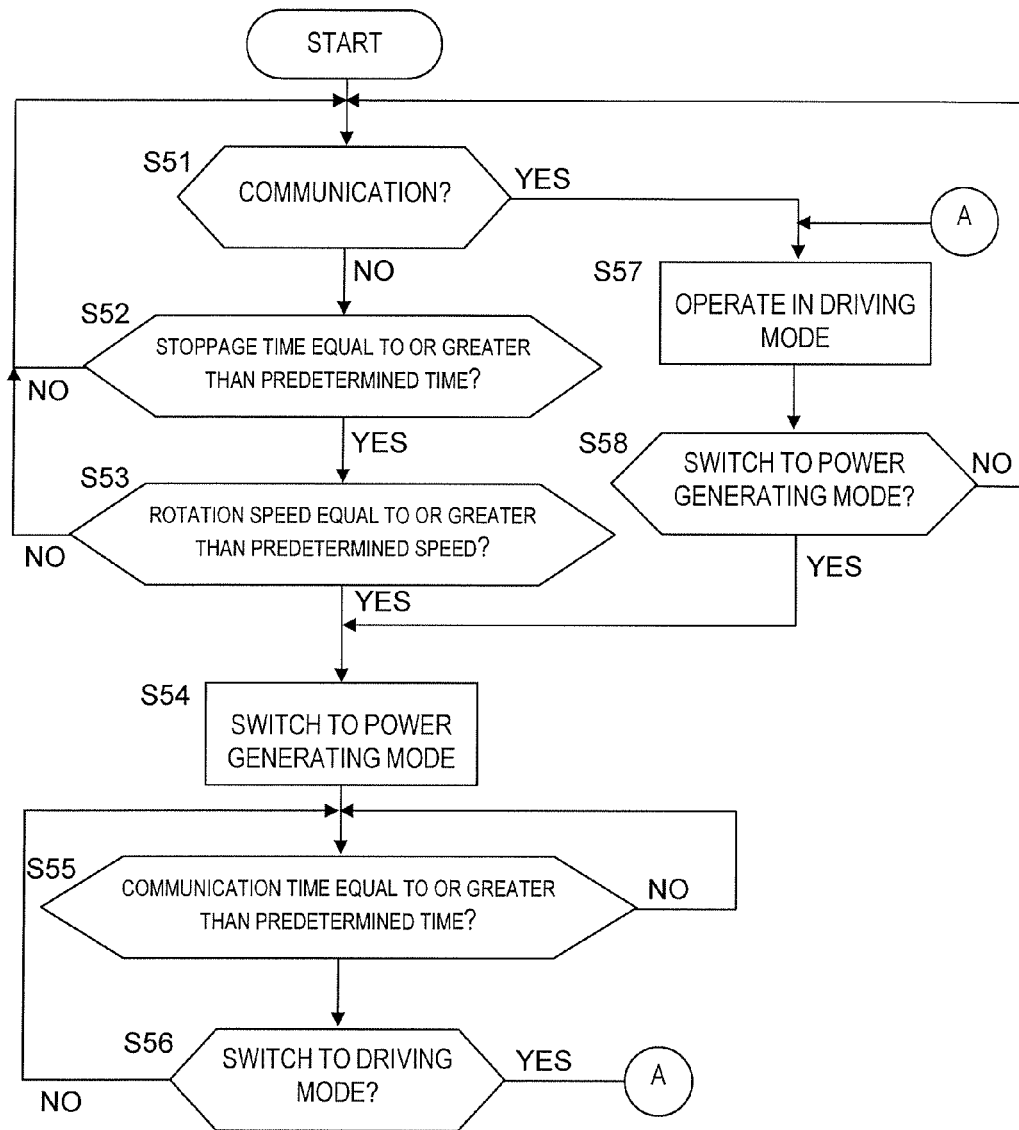 START
S51
COMMUNICATION?
YES
A
NO
S57
OPERATE IN DRIVING
MODE
S52
STOPPAGE TIME EQUAL TO OR GREATER
THAN PREDETERMINED TIME?
NO
YES
S58
SWITCH TO POWER
GENERATING MODE?
NO
YES
S53
ROTATION SPEED EQUAL TO OR GREATER
THAN PREDETERMINED SPEED?
NO
YES
S54
SWITCH TO POWER
GENERATING MODE
S55
COMMUNICATION TIME EQUAL TO OR GREATER
THAN PREDETERMINED TIME?
NO
S56
SWITCH TO DRIVING
MODE?
YES
A
NO